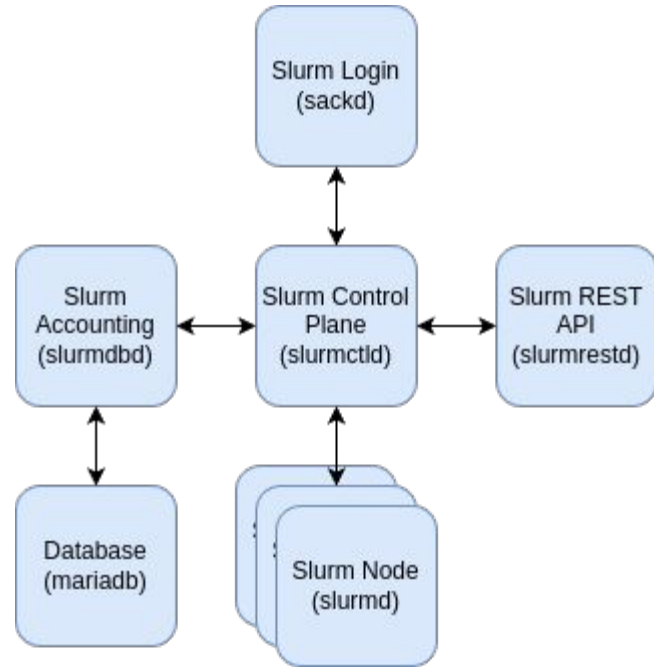 Slurm Login
(sackd)
Slurm
Accounting
(slurmdbd)
Slurm Control
Plane
(slurmctld)
Slurm REST
API
(slurmrestd)
Database
(mariadb)
Slurm Node
(slurmd)